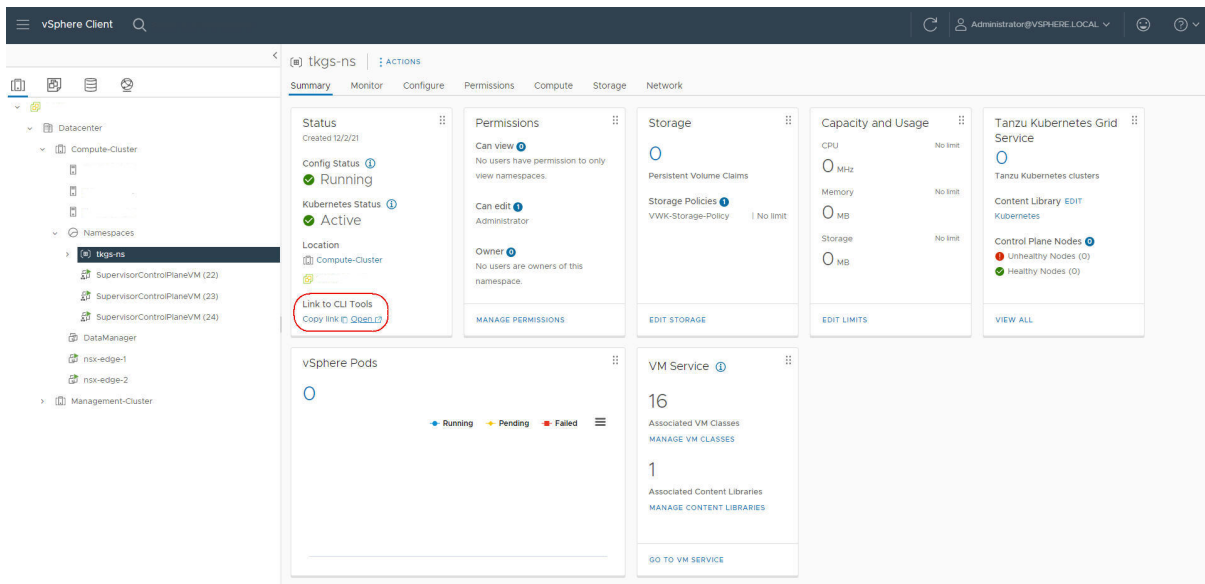 vSphere Client
Administrator@VSPHERE.LOCAL
tkgs-ns
ACTIONS
Summary Monitor Configure Permissions Compute Storage Network
Datacenter
Compute-Cluster
Namespaces
tkgs-ns
SupervisorControlPlaneVM (22)
SupervisorControlPlaneVM (23)
SupervisorControlPlaneVM (24)
DataManager
nsx-edge-1
nsx-edge-2
Management-Cluster
Status
Created 12/2/21
Config Status
Running
Kubernetes Status
Active
Location
Compute-Cluster
Link to CLI Tools
Copy link Open
Permissions
Can view 0
No users have permission to only
view namespaces.
Can edit 1
Administrator
Owner 0
No users are owners of this
namespace.
MANAGE PERMISSIONS
Storage
0
Persistent Volume Claims
Storage Policies 1
VWK-Storage-Policy | No limit
EDIT STORAGE
Capacity and Usage
CPU No limit
0 MHz
Memory No limit
0 MB
Storage No limit
0 MB
EDIT LIMITS
Tanzu Kubernetes Grid
Service
0
Tanzu Kubernetes clusters
Content Library EDIT
Kubernetes
Control Plane Nodes 0
Unhealthy Nodes (0)
Healthy Nodes (0)
VIEW ALL
vSphere Pods
0
Running Pending Failed
VM Service
16
Associated VM Classes
MANAGE VM CLASSES
1
Associated Content Libraries
MANAGE CONTENT LIBRARIES
GO TO VM SERVICE